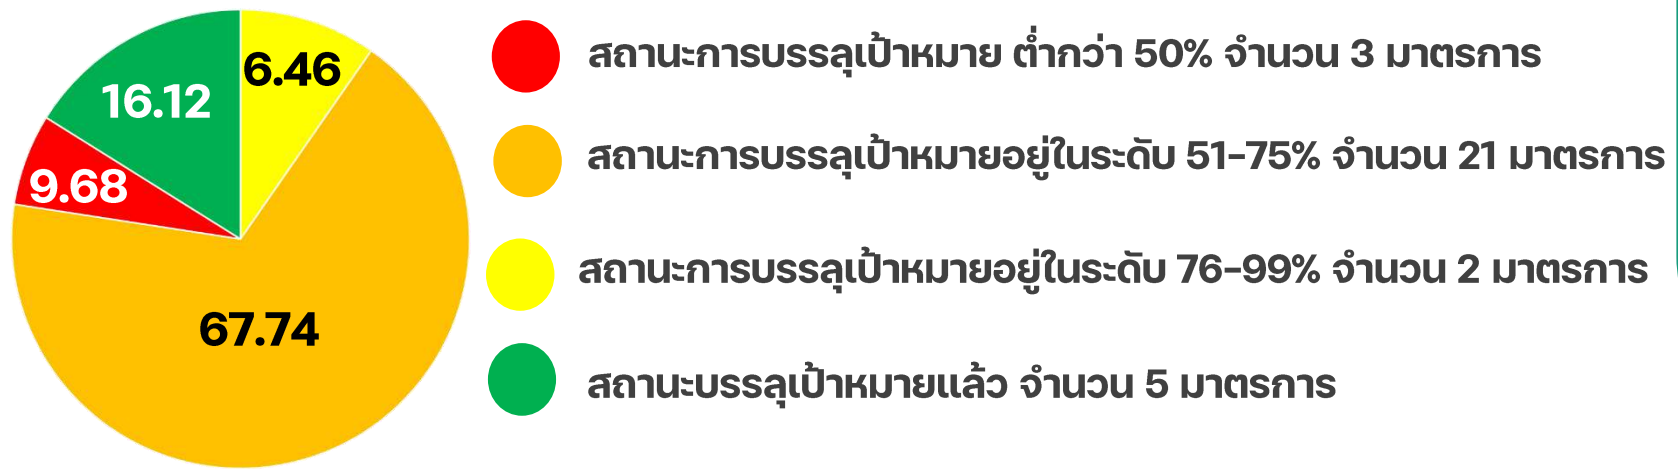 6.46
16.12
9.68
67.74
สถานะการบรรลุเป้าหมาย ต่ำกว่า 50% จำนวน 3 มาตรการ
สถานะการบรรลุเป้าหมายอยู่ในระดับ 51-75% จำนวน 21 มาตรการ
สถานะการบรรลุเป้าหมายอยู่ในระดับ 76-99% จำนวน 2 มาตรการ
สถานะบรรลุเป้าหมายแล้ว จำนวน 5 มาตรการ